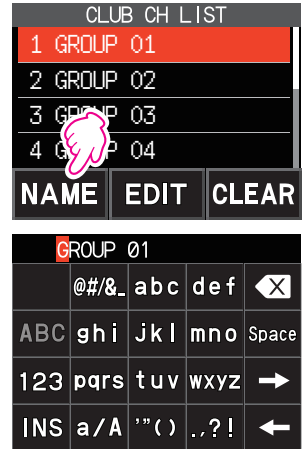 CLUB CH LIST
1 GROUP 01
2 GROUP 02
3 GROUP 03
4 GROUP 04
NAME EDIT CLEAR
GROUP 01
@#/&_ abc def X
ABC ghi jkl mno Space
123 pqrs tuv wxyz →
INS a/A '"() .,?! ←